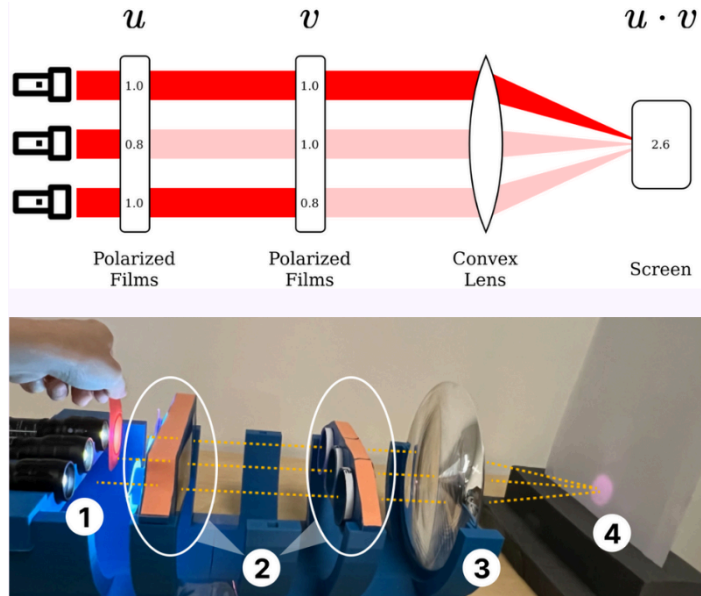 u v u · v
1.0 1.0
0.8 1.0 2.6
1.0 0.8
Polarized Films Polarized Films Convex Lens Screen
1 2 3 4